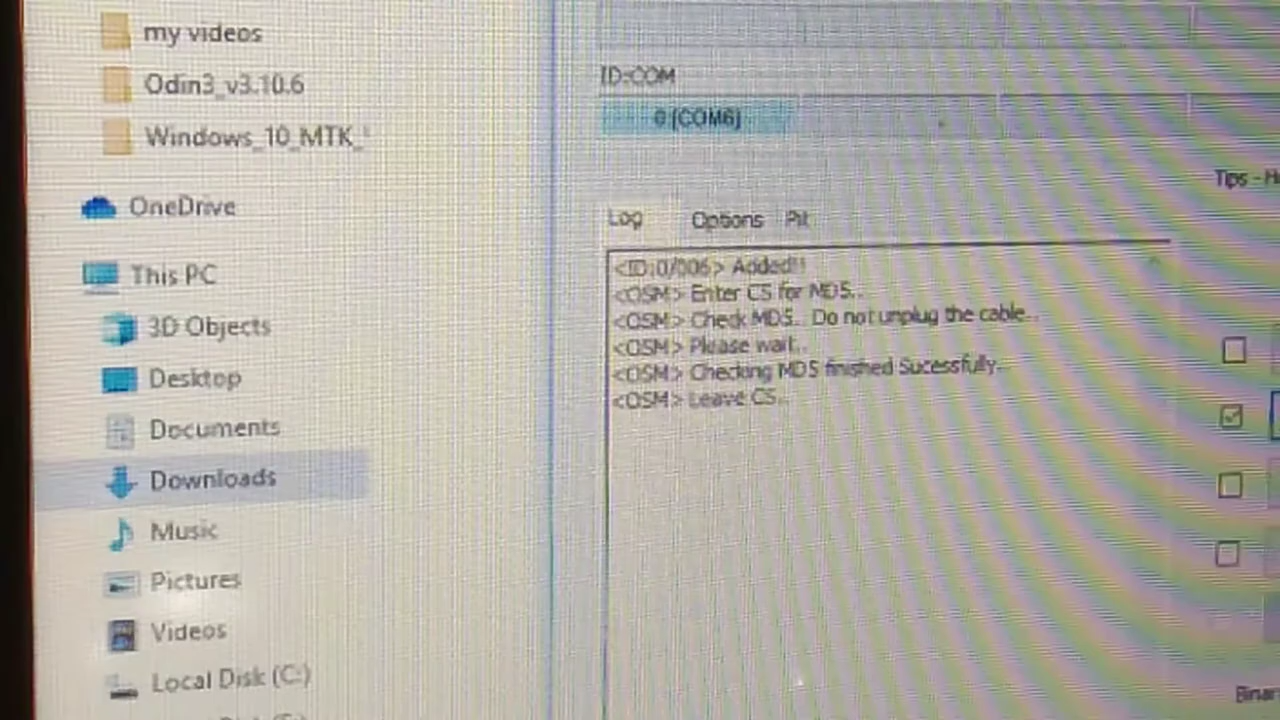 my videos
Odin3_v3.10.6
Windows_10_MTK_
OneDrive
This PC
3D Objects
Desktop
Documents
Downloads
Music
Pictures
Videos
Local Disk (C:)
ID:COM
0:[COM6]
Log Options Pit
<ID:0/006> Added!!
<OSM> Enter CS for MD5..
<OSM> Check MD5.. Do not unplug the cable..
<OSM> Please wait..
<OSM> Checking MD5 finished Sucessfully..
<OSM> Leave CS..
Tips - H
Binar